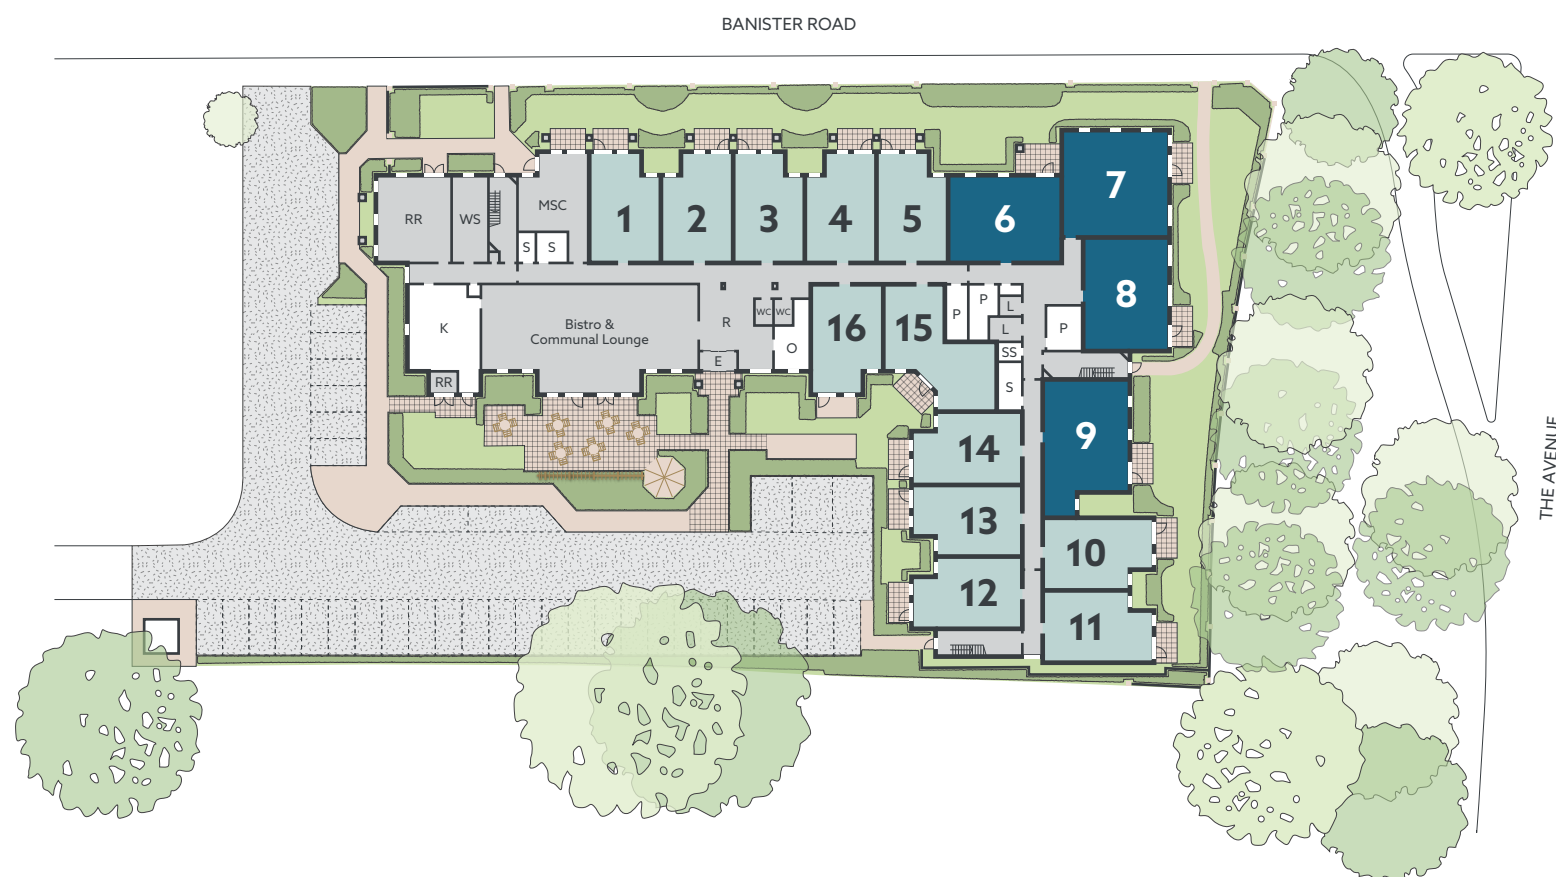 BANISTER ROAD
RR
WS
MSC
S
S
1
2
3
4
5
6
7
8
K
Bistro &
Communal Lounge
R
WC
WC
O
E
RR
16
15
P
P
L
L
SS
S
P
9
14
13
12
10
11
THE AVENUE